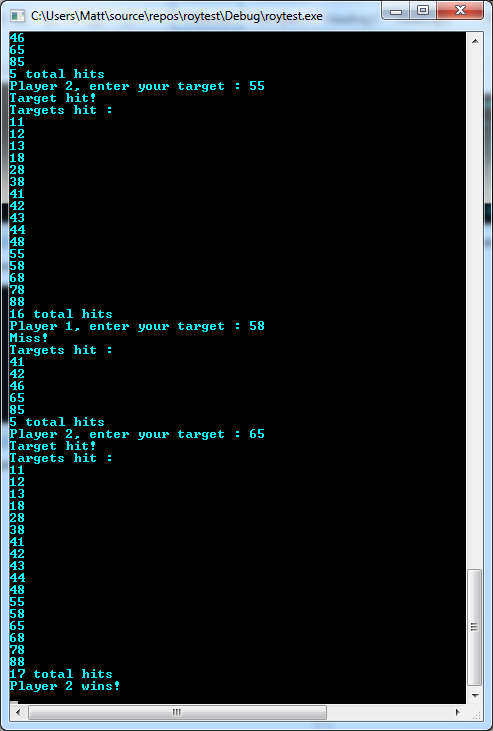 C:\Users\Matt\source\repos\roytest\Debug\roytest.exe
46
65
85
5 total hits
Player 2, enter your target : 55
Target hit!
Targets hit :
11
12
13
18
28
38
41
42
43
44
48
55
58
68
78
88
16 total hits
Player 1, enter your target : 58
Miss!
Targets hit :
41
42
46
65
85
5 total hits
Player 2, enter your target : 65
Target hit!
Targets hit :
11
12
13
18
28
38
41
42
43
44
48
55
58
65
68
78
88
17 total hits
Player 2 wins!